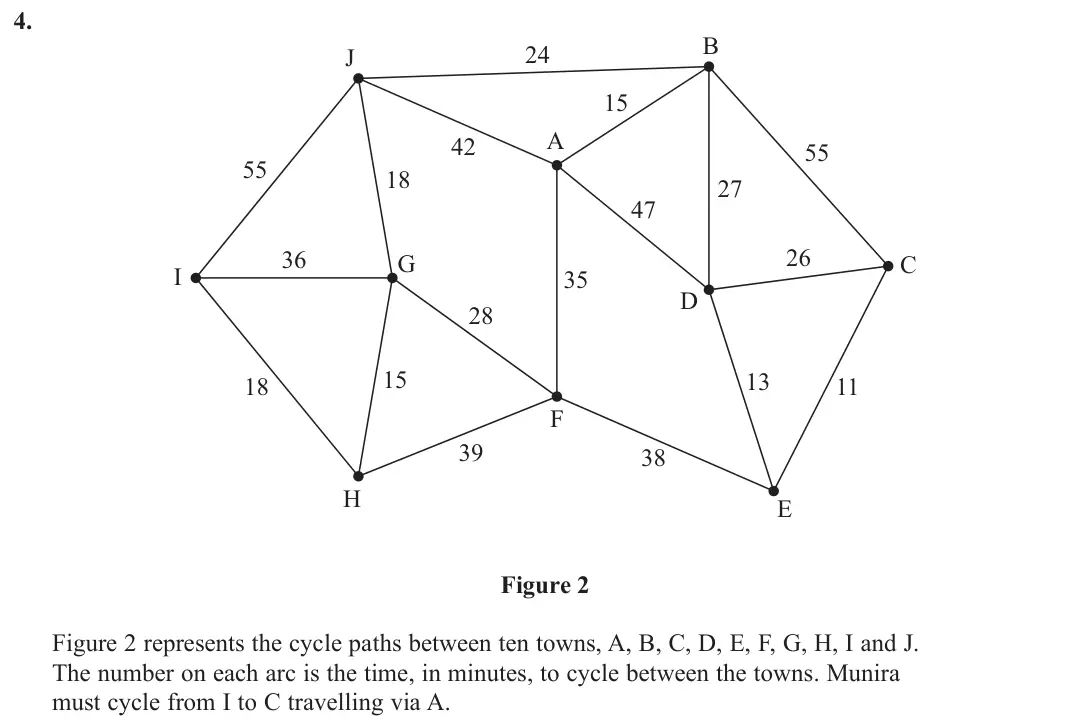 4.
J
24
B
15
A
42
55
18
55
47
27
36
G
26
C
I
35
D
28
18
15
13
11
F
39
38
H
E
Figure 2
Figure 2 represents the cycle paths between ten towns, A, B, C, D, E, F, G, H, I and J.
The number on each arc is the time, in minutes, to cycle between the towns. Munira
must cycle from I to C travelling via A.